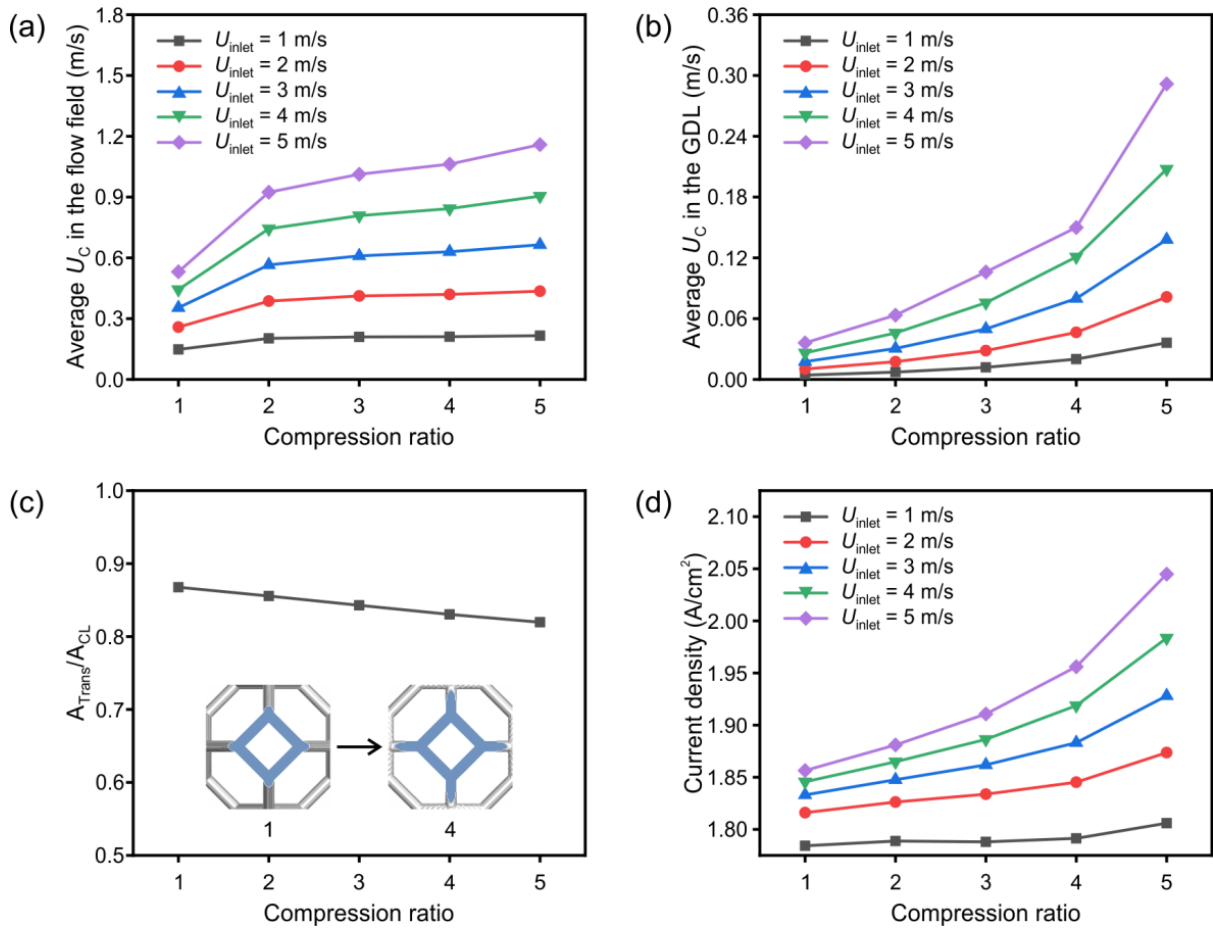 (a)
Average U_C in the flow field (m/s)
1.8
1.5
1.2
0.9
0.6
0.3
0.0
U_inlet = 1 m/s
U_inlet = 2 m/s
U_inlet = 3 m/s
U_inlet = 4 m/s
U_inlet = 5 m/s
1 2 3 4 5
Compression ratio
(b)
Average U_C in the GDL (m/s)
0.36
0.30
0.24
0.18
0.12
0.06
0.00
U_inlet = 1 m/s
U_inlet = 2 m/s
U_inlet = 3 m/s
U_inlet = 4 m/s
U_inlet = 5 m/s
1 2 3 4 5
Compression ratio
(c)
A_Trans/A_CL
1.0
0.9
0.8
0.7
0.6
0.5
1 4
1 2 3 4 5
Compression ratio
(d)
Current density (A/cm²)
2.10
2.05
2.00
1.95
1.90
1.85
1.80
U_inlet = 1 m/s
U_inlet = 2 m/s
U_inlet = 3 m/s
U_inlet = 4 m/s
U_inlet = 5 m/s
1 2 3 4 5
Compression ratio